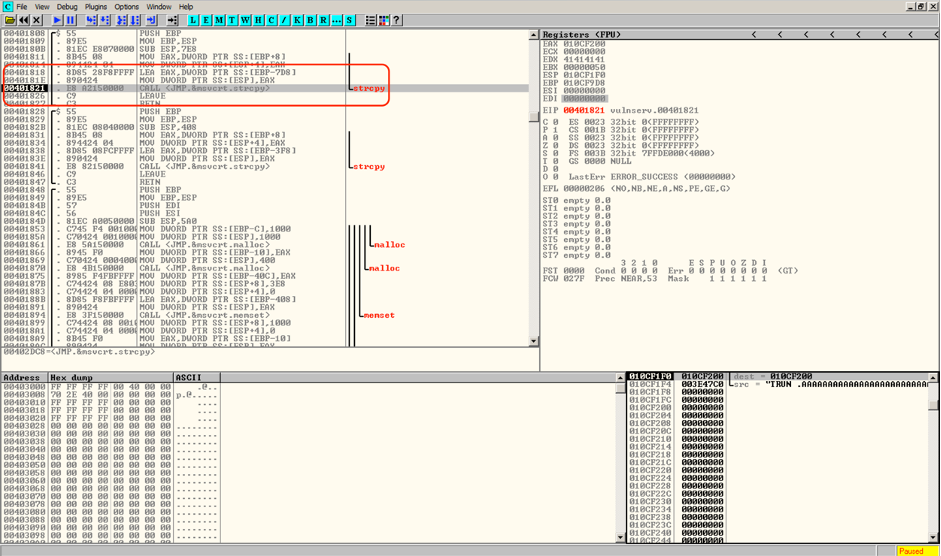 C File View Debug Plugins Options Window Help
L E M T W H C / K B R ... S ?
00401808 55 PUSH EBP
00401809 . 89E5 MOV EBP,ESP
0040180B . 81EC E8070000 SUB ESP,7E8
00401811 . 8B45 08 MOV EAX,DWORD PTR SS:[EBP+8]
00401818 . 8D85 28F8FFFF LEA EAX,DWORD PTR SS:[EBP-7D8]
0040181E . 890424 MOV DWORD PTR SS:[ESP],EAX
00401821 . E8 A2150000 CALL <JMP.&msvcrt.strcpy> strcpy
00401826 . C9 LEAVE
00401827 . C3 RETN
00401828 $ 55 PUSH EBP
00401829 . 89E5 MOV EBP,ESP
0040182B . 81EC 08040000 SUB ESP,408
00401831 . 8B45 08 MOV EAX,DWORD PTR SS:[EBP+8]
00401834 . 894424 04 MOV DWORD PTR SS:[ESP+4],EAX
00401838 . 8D85 08FCFFFF LEA EAX,DWORD PTR SS:[EBP-3F8]
0040183E . 890424 MOV DWORD PTR SS:[ESP],EAX
00401841 . E8 82150000 CALL <JMP.&msvcrt.strcpy> strcpy
00401846 . C9 LEAVE
00401847 . C3 RETN
00401848 $ 55 PUSH EBP
00401849 . 89E5 MOV EBP,ESP
0040184B . 57 PUSH EDI
0040184C . 56 PUSH ESI
0040184D . 81EC A0050000 SUB ESP,5A0
00401853 . C745 F4 001000 MOV DWORD PTR SS:[EBP-C],1000
0040185A . C70424 0010000 MOV DWORD PTR SS:[ESP],1000
00401861 . E8 5A150000 CALL <JMP.&msvcrt.malloc> malloc
00401866 . 8945 F0 MOV DWORD PTR SS:[EBP-10],EAX
00401869 . C70424 0004000 MOV DWORD PTR SS:[ESP],400
00401870 . E8 4B150000 CALL <JMP.&msvcrt.malloc> malloc
00401875 . 8985 F4FBFFFF MOV DWORD PTR SS:[EBP-40C],EAX
C74424 08 E803 MOV DWORD PTR SS:[ESP+8],3E8
00401883 . C74424 04 0000 MOV DWORD PTR SS:[ESP+4],0
0040188B . 8D85 F8FBFFFF LEA EAX,DWORD PTR SS:[EBP-408]
00401891 . 890424 MOV DWORD PTR SS:[ESP],EAX
00401894 . E8 3F150000 CALL <JMP.&msvcrt.memset> memset
00401899 . C74424 08 0010 MOV DWORD PTR SS:[ESP+8],1000
004018A1 . C74424 04 0000 MOV DWORD PTR SS:[ESP+4],0
004018A9 . 8B45 F0 MOV EAX,DWORD PTR SS:[EBP-10]
00402DC8=<JMP.&msvcrt.strcpy>
Registers (FPU) < < < < < < <
EAX 010CF200
ECX 00000000
EDX 41414141
EBX 00000050
ESP 010CF1F0
EBP 010CF9D8
ESI 00000000
EDI 00000000
EIP 00401821 vulnserv.00401821
C 0 ES 0023 32bit 0(FFFFFFFF)
P 1 CS 001B 32bit 0(FFFFFFFF)
A 0 SS 0023 32bit 0(FFFFFFFF)
Z 0 DS 0023 32bit 0(FFFFFFFF)
S 0 FS 003B 32bit 7FFDE000(4000)
T 0 GS 0000 NULL
D 0
O 0 LastErr ERROR_SUCCESS (00000000)
EFL 00000206 (NO,NB,NE,A,NS,PE,GE,G)
ST0 empty 0.0
ST1 empty 0.0
ST2 empty 0.0
ST3 empty 0.0
ST4 empty 0.0
ST5 empty 0.0
ST6 empty 0.0
ST7 empty 0.0
3 2 1 0 E S P U O Z D I
FST 0000 Cond 0 0 0 0 Err 0 0 0 0 0 0 0 0 (GT)
FCW 027F Prec NEAR,53 Mask 1 1 1 1 1 1
Address Hex dump ASCII
00403000 FF FF FF FF 00 40 00 00 .@..
00403008 70 2E 40 00 00 00 00 00 p.@.....
00403010 FF FF FF FF 00 00 00 00 ....
00403018 FF FF FF FF 00 00 00 00 ....
00403020 FF FF FF FF 00 00 00 00 ....
00403028 00 00 00 00 00 00 00 00 ........
00403030 00 00 00 00 00 00 00 00 ........
00403038 00 00 00 00 00 00 00 00 ........
00403040 00 00 00 00 00 00 00 00 ........
00403048 00 00 00 00 00 00 00 00 ........
00403050 00 00 00 00 00 00 00 00 ........
00403058 00 00 00 00 00 00 00 00 ........
00403060 00 00 00 00 00 00 00 00 ........
00403068 00 00 00 00 00 00 00 00 ........
00403070 00 00 00 00 00 00 00 00 ........
00403078 00 00 00 00 00 00 00 00 ........
00403080 00 00 00 00 00 00 00 00 ........
00403088 00 00 00 00 00 00 00 00 ........
00403090 00 00 00 00 00 00 00 00 ........
00403098 00 00 00 00 00 00 00 00 ........
010CF1F0 010CF200 dest = 010CF200
010CF1F4 003E47C0 src = "TRUN .AAAAAAAAAAAAAAAAAAAAAAAA
010CF1F8 00000000
010CF1FC 00000000
010CF200 00000000
010CF204 00000000
010CF208 00000000
010CF20C 00000000
010CF210 00000000
010CF214 00000000
010CF218 00000000
010CF21C 00000000
010CF220 00000000
010CF224 00000000
010CF228 00000000
010CF22C 00000000
010CF230 00000000
010CF234 00000000
010CF238 00000000
010CF23C 00000000
010CF240 00000000
010CF244 00000000
Paused